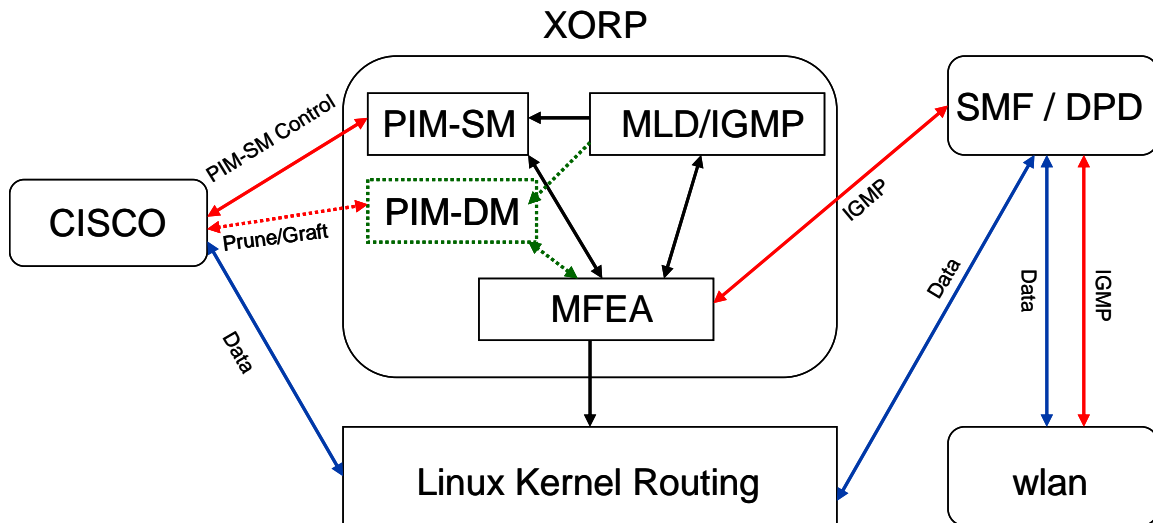 XORP
PIM-SM
MLD/IGMP
SMF / DPD
PIM-SM Control
CISCO
PIM-DM
Prune/Graft
IGMP
MFEA
Data
Data
Data
IGMP
Linux Kernel Routing
wlan